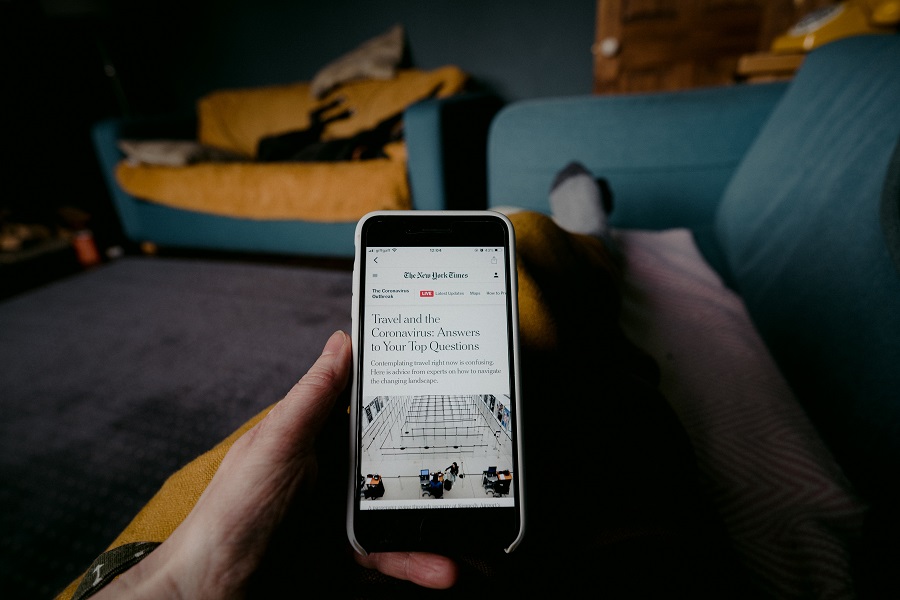 12:04
The New York Times
The Coronavirus
Outbreak
LIVE Latest Updates Maps How to Pr
Travel and the
Coronavirus: Answers
to Your Top Questions
Contemplating travel right now is confusing.
Here is advice from experts on how to navigate
the changing landscape.